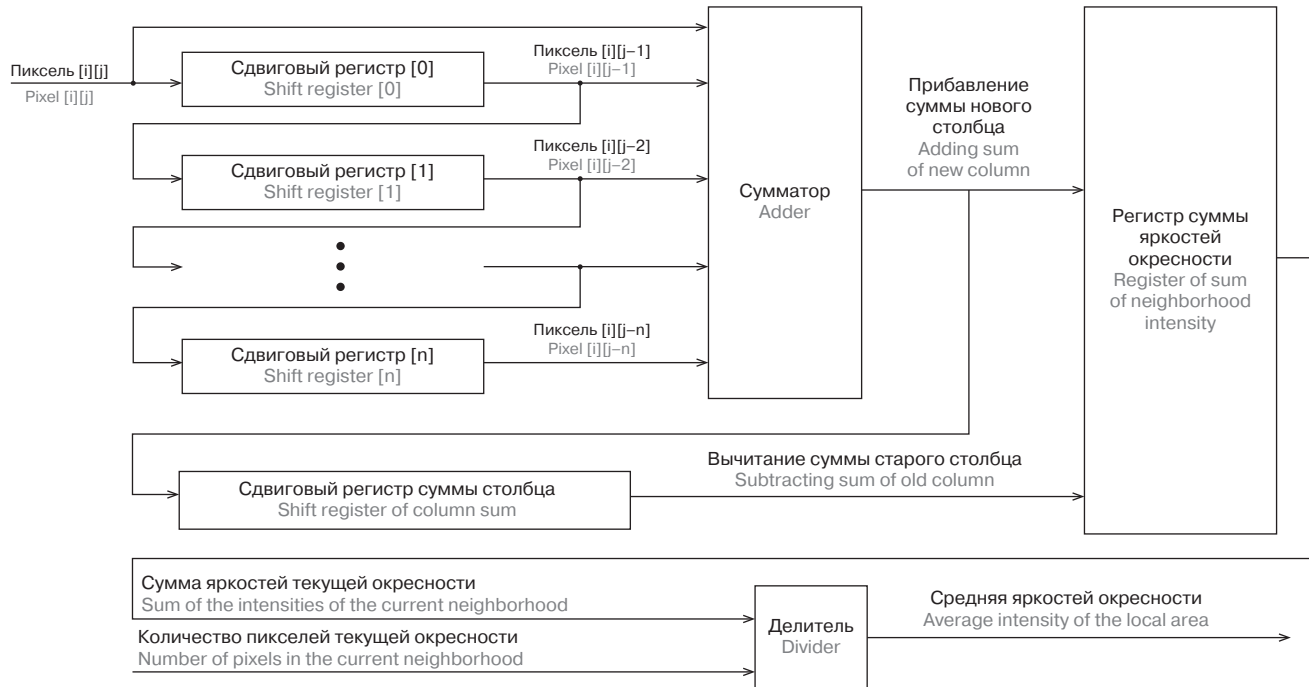 Пиксель [i][j]
Pixel [i][j]
Сдвиговый регистр [0]
Shift register [0]
Пиксель [i][j–1]
Pixel [i][j–1]
Сдвиговый регистр [1]
Shift register [1]
Пиксель [i][j–2]
Pixel [i][j–2]
Сдвиговый регистр [n]
Shift register [n]
Пиксель [i][j–n]
Pixel [i][j–n]
Сумматор
Adder
Прибавление
суммы нового
столбца
Adding sum
of new column
Регистр суммы
яркостей
окресности
Register of sum
of neighborhood
intensity
Сдвиговый регистр суммы столбца
Shift register of column sum
Вычитание суммы старого столбца
Subtracting sum of old column
Сумма яркостей текущей окресности
Sum of the intensities of the current neighborhood
Количество пикселей текущей окресности
Number of pixels in the current neighborhood
Делитель
Divider
Средняя яркостей окресности
Average intensity of the local area